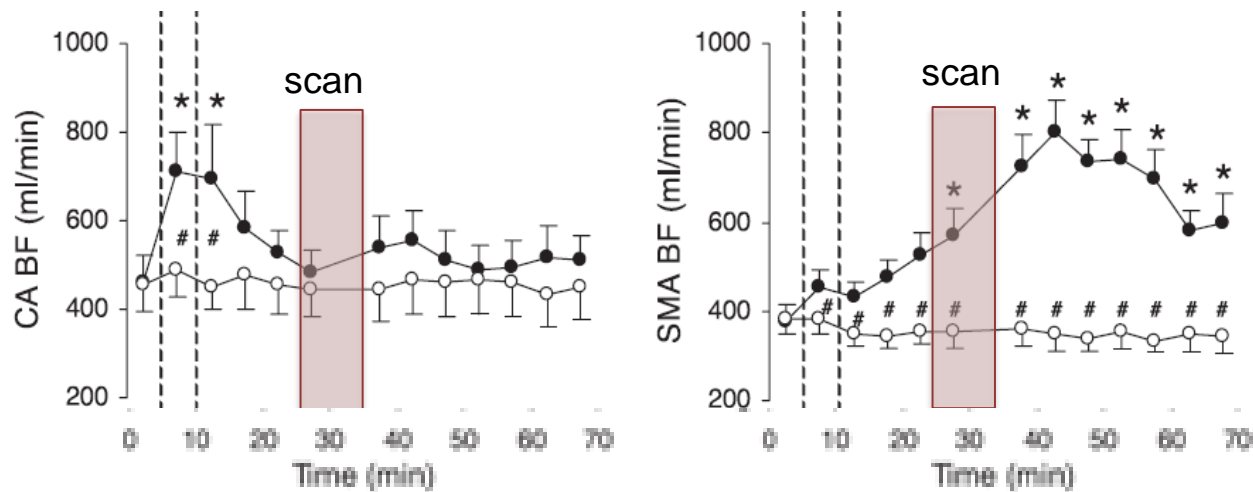 1000
800
600
400
200
CA BF (ml/min)
scan
* *
# #
0 10 20 30 40 50 60 70
Time (min)
1000
800
600
400
200
SMA BF (ml/min)
scan
* * * * * * * *
# # # # # # # # # # # #
0 10 20 30 40 50 60 70
Time (min)